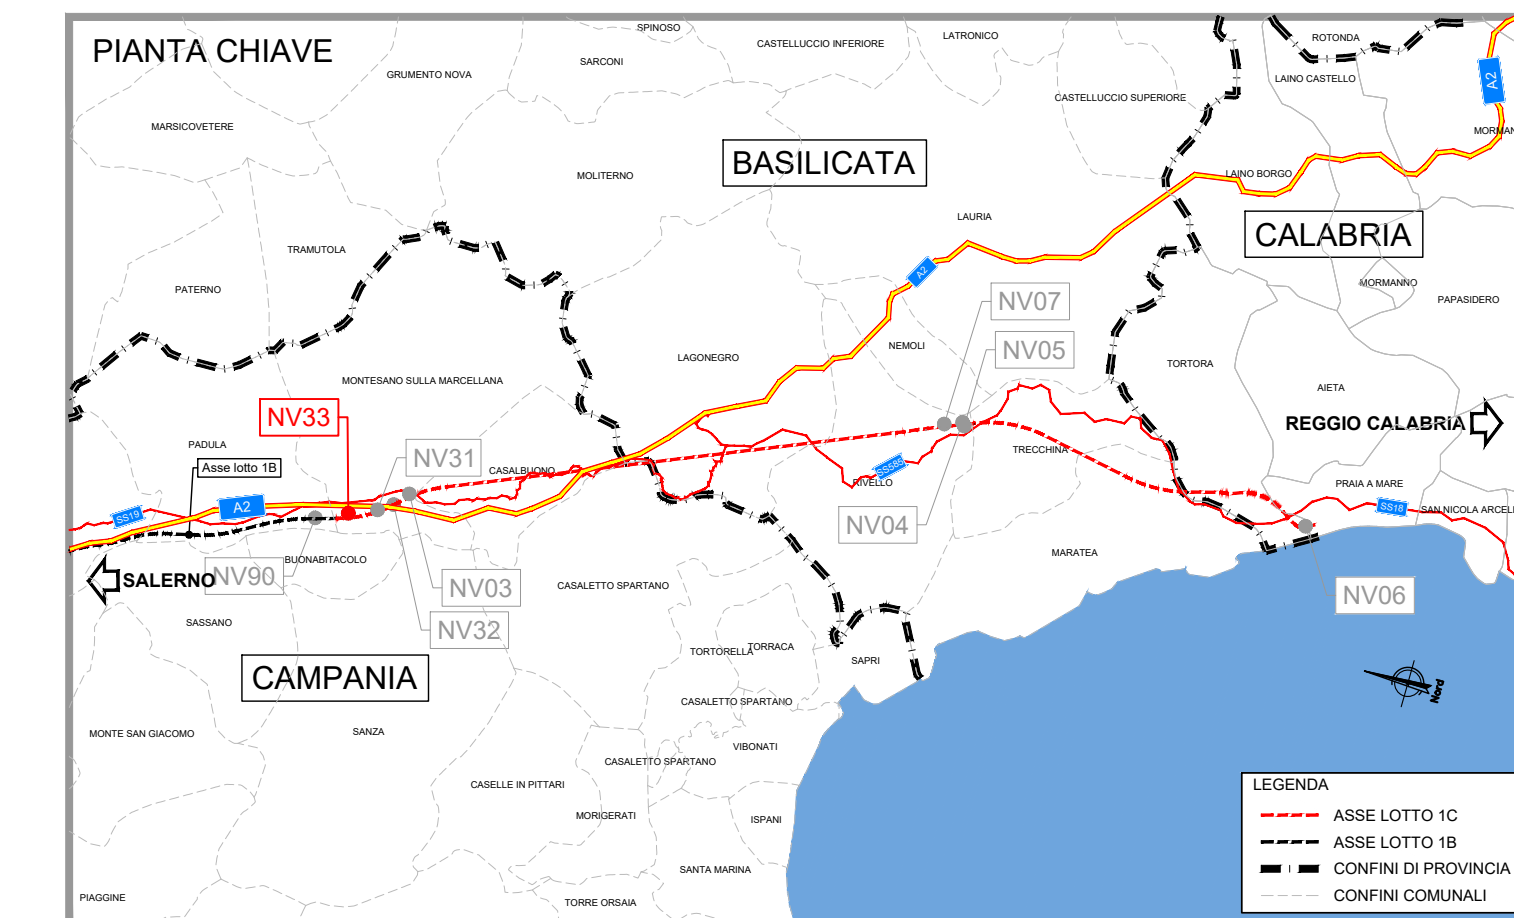 PIANTA CHIAVE
SPINOSO
CASTELLUCCIO INFERIORE
LATRONICO
ROTONDA
SARCONI
GRUMENTO NOVA
LAINO CASTELLO
A2
CASTELLUCCIO SUPERIORE
MARSICOVETERE
BASILICATA
MOLITERNO
LAINO BORGO
LAURIA
CALABRIA
TRAMUTOLA
A2
PATERNO
MORMANNO
PAPASIDERO
NV07
NEMOLI
NV05
LAGONEGRO
TORTORA
MONTESANO SULLA MARCELLANA
AIETA
NV33
REGGIO CALABRIA
PADULA
NV31
TRECCHINA
Asse lotto 1B
CASALBUONO
SS585
RIVELLO
PRAIA A MARE
A2
SS19
SS18
SAN NICOLA ARCEL
NV04
MARATEA
BUONABITACOLO
SALERNO
NV90
NV03
CASALETTO SPARTANO
NV06
SASSANO
NV32
TORTORELLA
TORRACA
SAPRI
CAMPANIA
Nord
CASALETTO SPARTANO
MONTE SAN GIACOMO
SANZA
VIBONATI
CASALETTO SPARTANO
CASELLE IN PITTARI
LEGENDA
MORIGERATI
ISPANI
ASSE LOTTO 1C
ASSE LOTTO 1B
SANTA MARINA
CONFINI DI PROVINCIA
PIAGGINE
TORRE ORSAIA
CONFINI COMUNALI